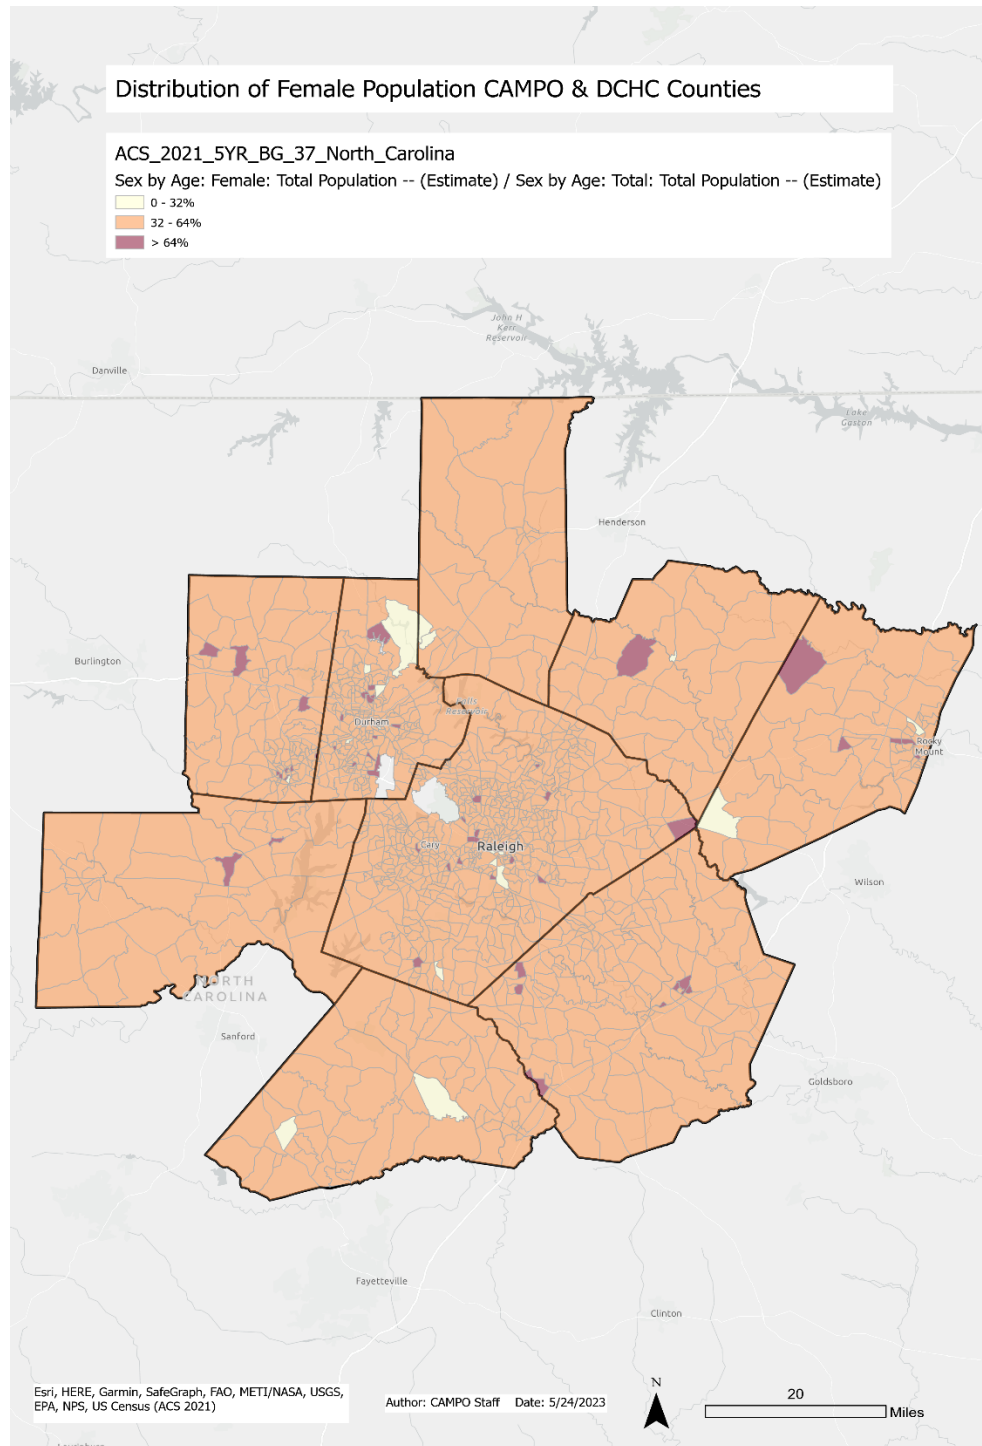 Distribution of Female Population CAMPO & DCHC Counties
ACS_2021_5YR_BG_37_North_Carolina
Sex by Age: Female: Total Population -- (Estimate) / Sex by Age: Total: Total Population -- (Estimate)
0 - 32%
32 - 64%
> 64%
John H
Kerr
Reservoir
Danville
Lake
Gaston
Henderson
Burlington
Falls
Reservoir
Durham
Rocky
Mount
Cary
Raleigh
Wilson
NORTH
CAROLINA
Sanford
Goldsboro
Fayetteville
Clinton
Esri, HERE, Garmin, SafeGraph, FAO, METI/NASA, USGS,
EPA, NPS, US Census (ACS 2021)
Author: CAMPO Staff Date: 5/24/2023
N
20
Miles